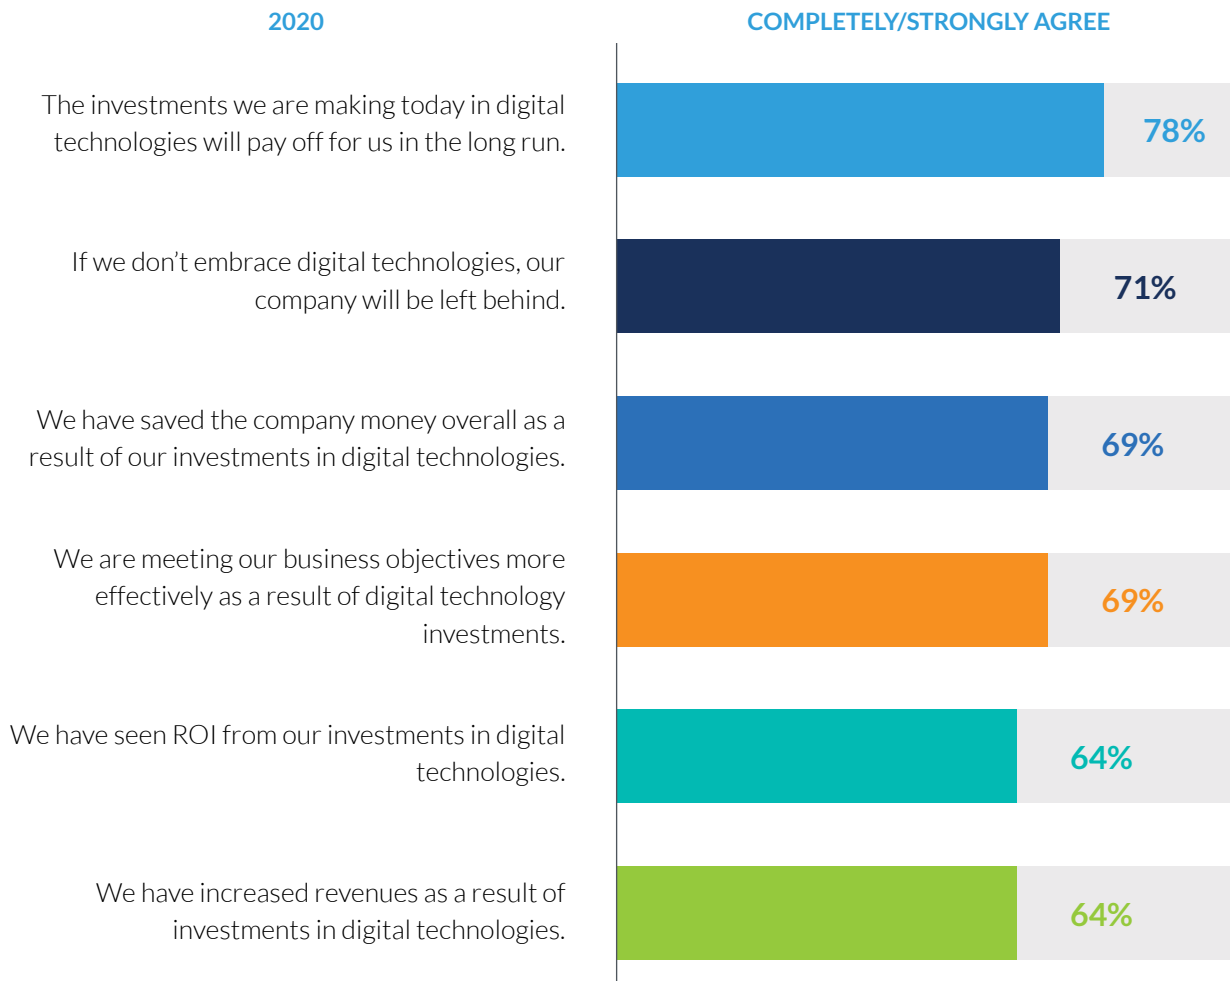 2020
COMPLETELY/STRONGLY AGREE
The investments we are making today in digital
technologies will pay off for us in the long run.
78%
If we don’t embrace digital technologies, our
company will be left behind.
71%
We have saved the company money overall as a
result of our investments in digital technologies.
69%
We are meeting our business objectives more
effectively as a result of digital technology
investments.
69%
We have seen ROI from our investments in digital
technologies.
64%
We have increased revenues as a result of
investments in digital technologies.
64%